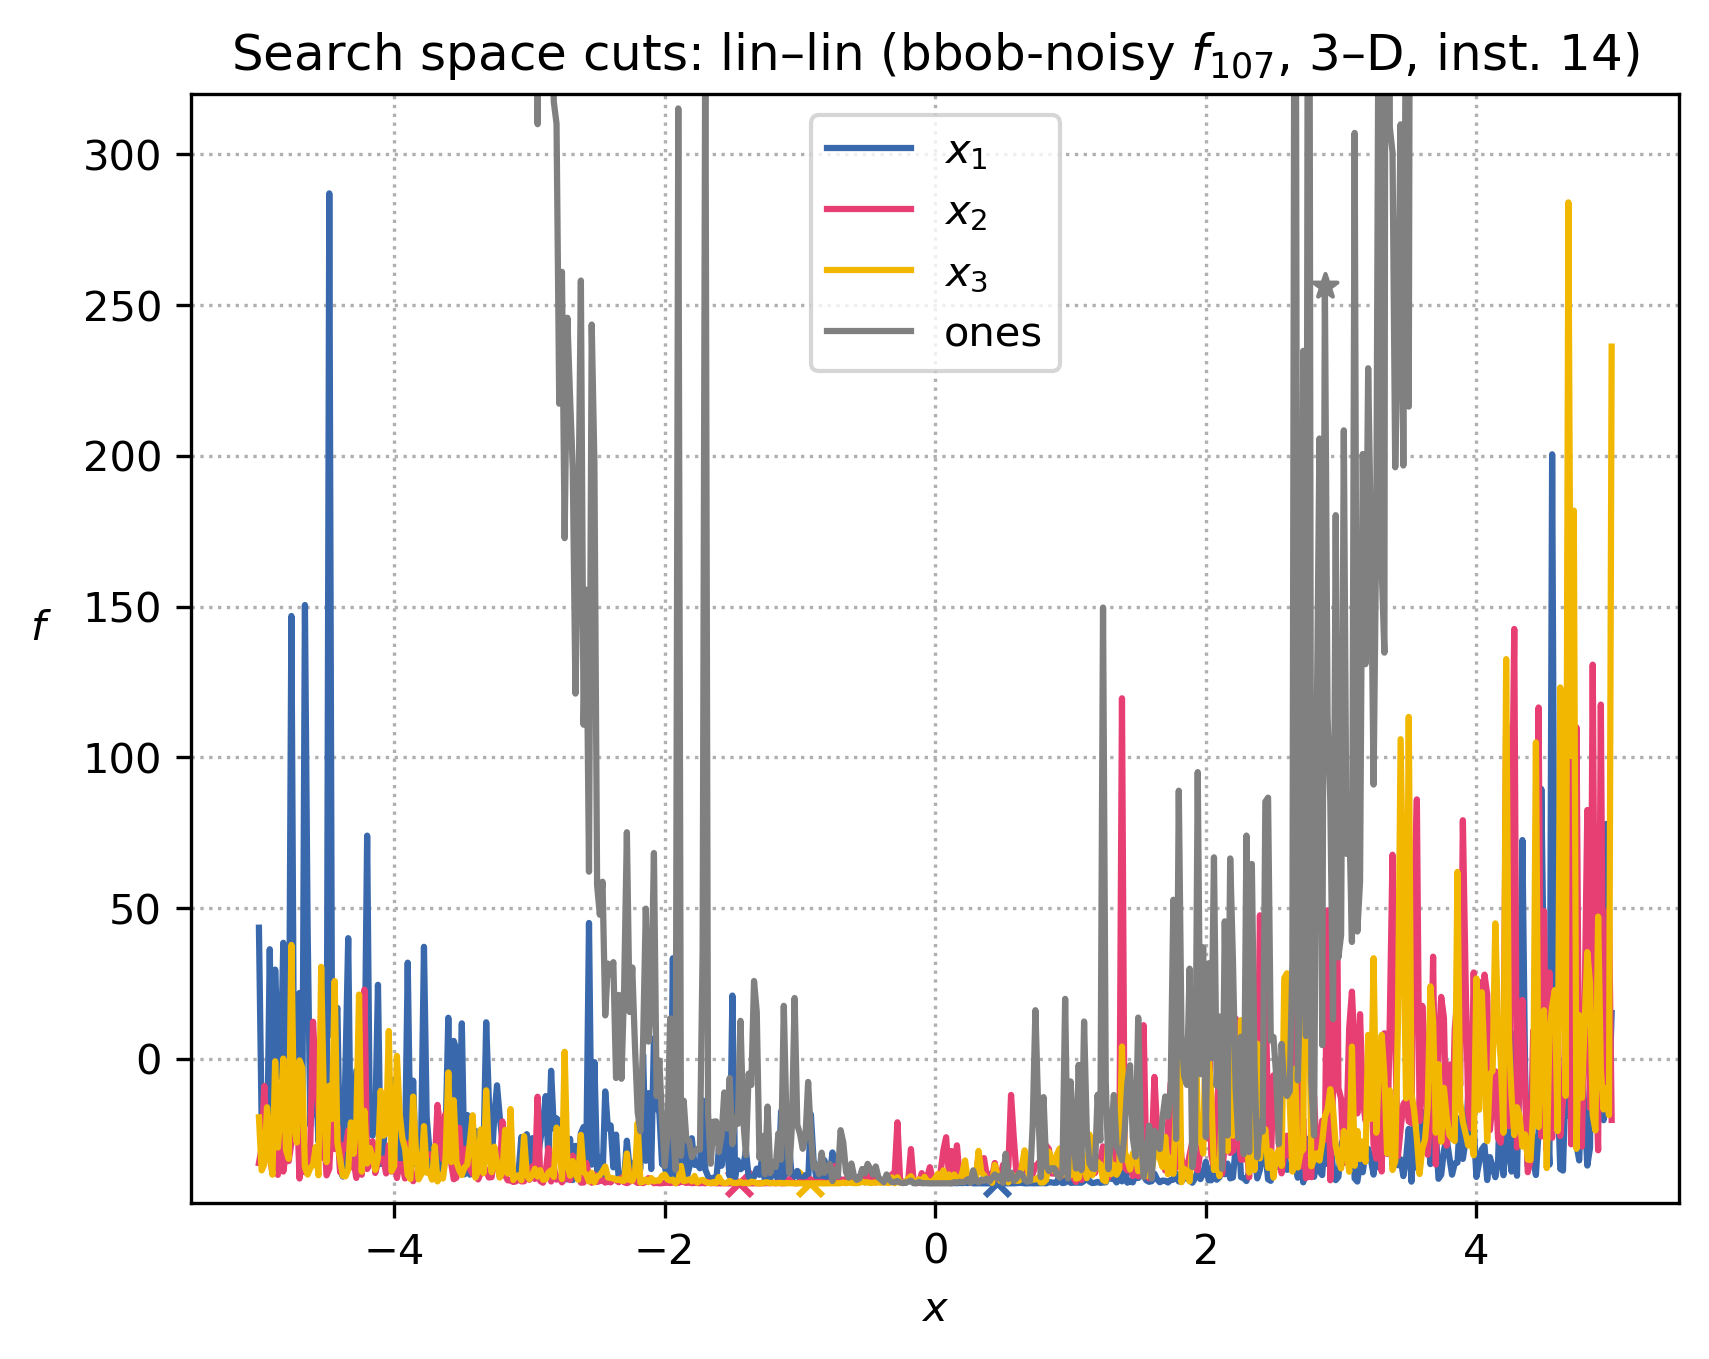 Search space cuts: lin–lin (bbob-noisy f₁₀₇, 3–D, inst. 14)
x₁
x₂
x₃
ones
300
250
200
150
100
50
0
f
−4 −2 0 2 4
x